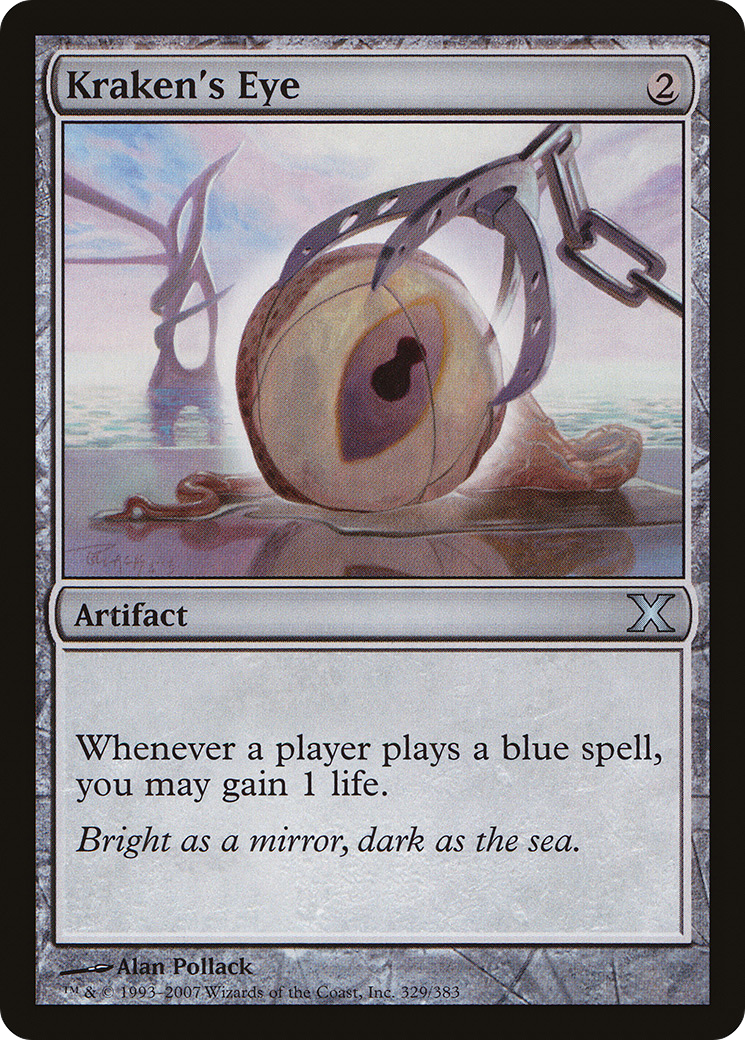 Kraken's Eye
2
Artifact
X
Whenever a player plays a blue spell,
you may gain 1 life.
Bright as a mirror, dark as the sea.
Alan Pollack
™ & © 1993–2007 Wizards of the Coast, Inc. 329/383